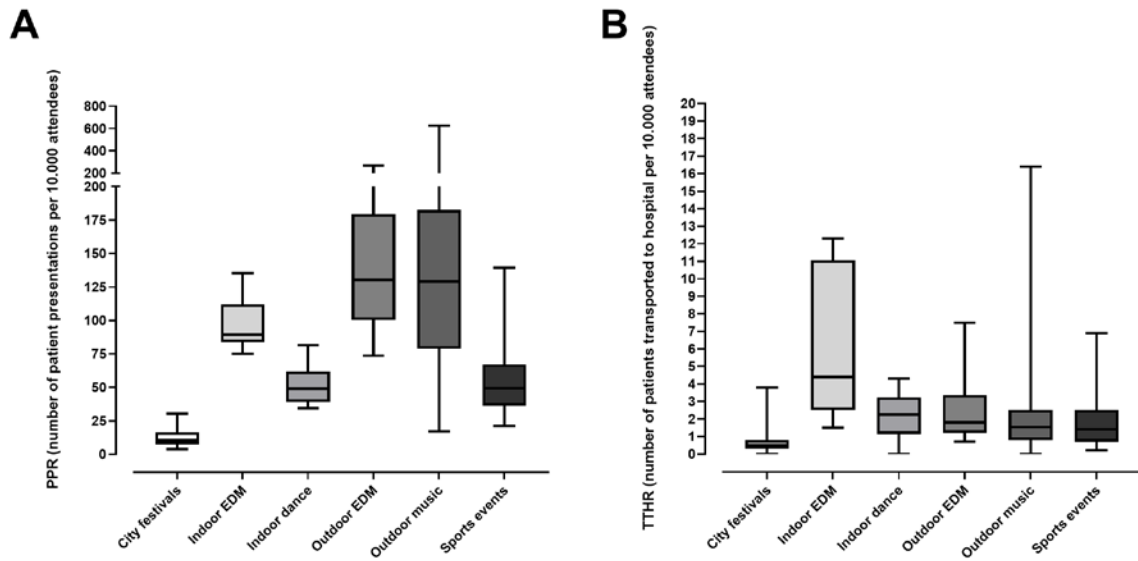 A
PPR (number of patient presentations per 10.000 attendees)
800
600
400
200
200
175
150
125
100
75
50
25
0
City festivals
Indoor EDM
Indoor dance
Outdoor EDM
Outdoor music
Sports events
B
TTHR (number of patients transported to hospital per 10.000 attendees)
20
19
18
17
16
15
14
13
12
11
10
9
8
7
6
5
4
3
2
1
0
City festivals
Indoor EDM
Indoor dance
Outdoor EDM
Outdoor music
Sports events